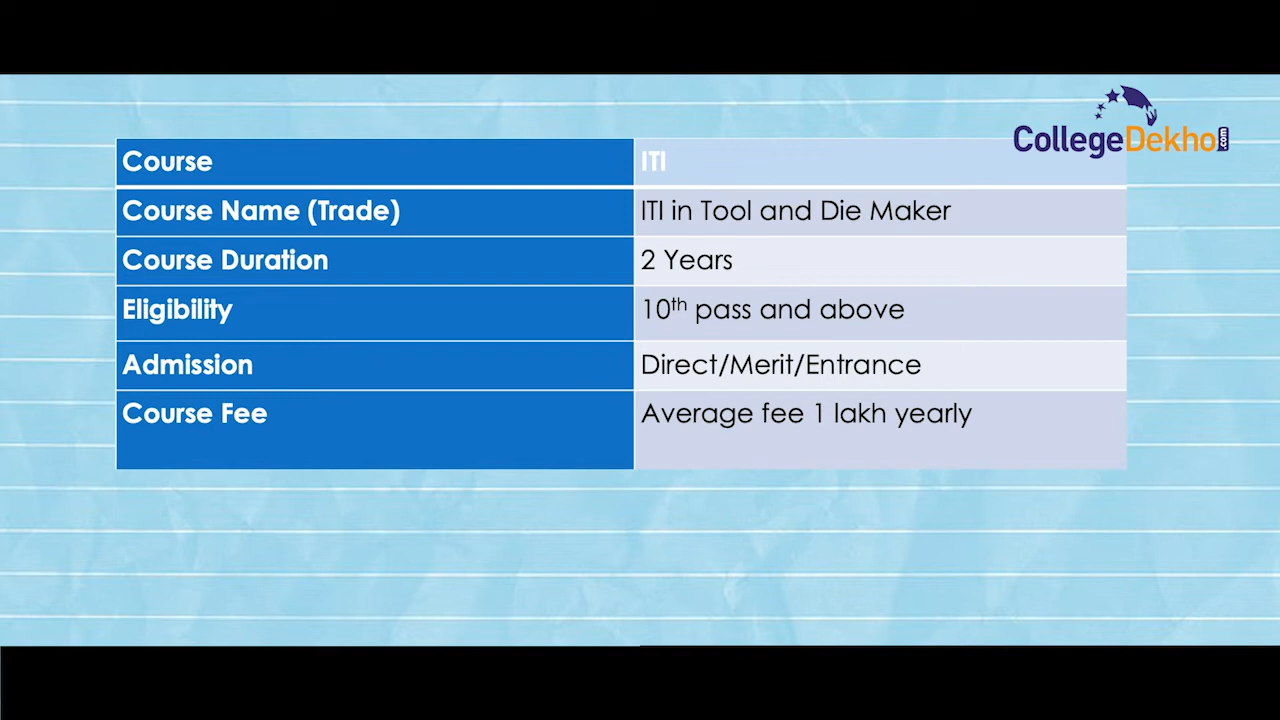 CollegeDekho.com
Course ITI
Course Name (Trade) ITI in Tool and Die Maker
Course Duration 2 Years
Eligibility 10th pass and above
Admission Direct/Merit/Entrance
Course Fee Average fee 1 lakh yearly